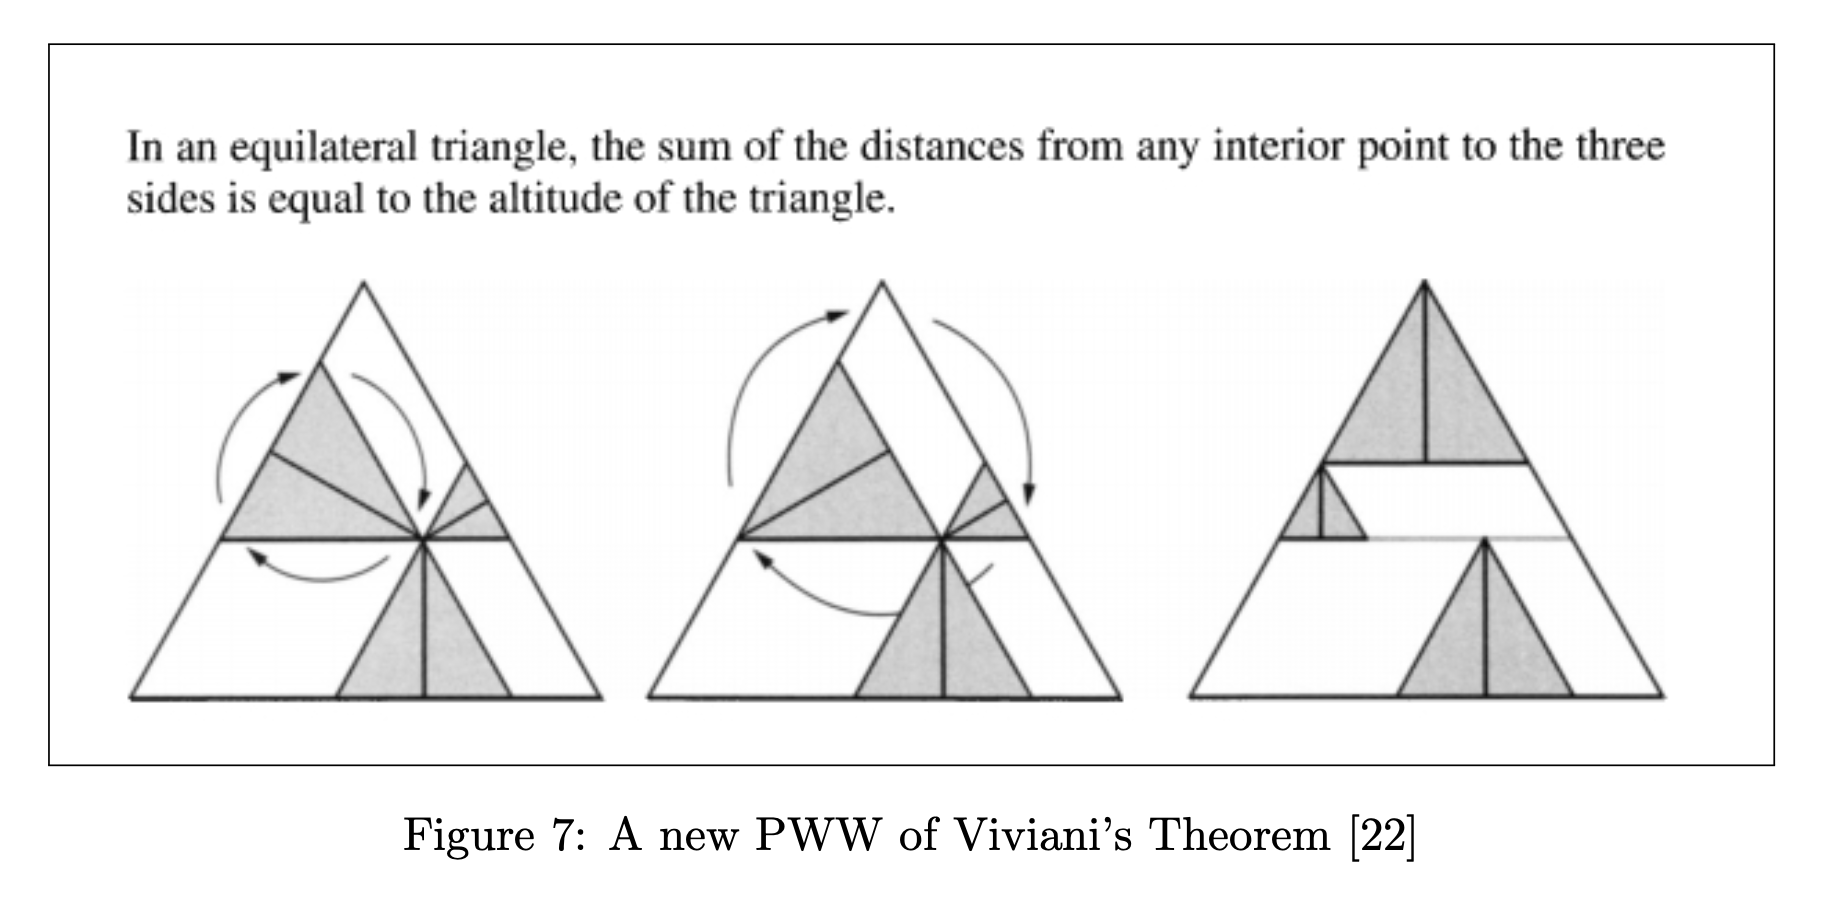 In an equilateral triangle, the sum of the distances from any interior point to the three
sides is equal to the altitude of the triangle.
Figure 7: A new PWW of Viviani's Theorem [22]